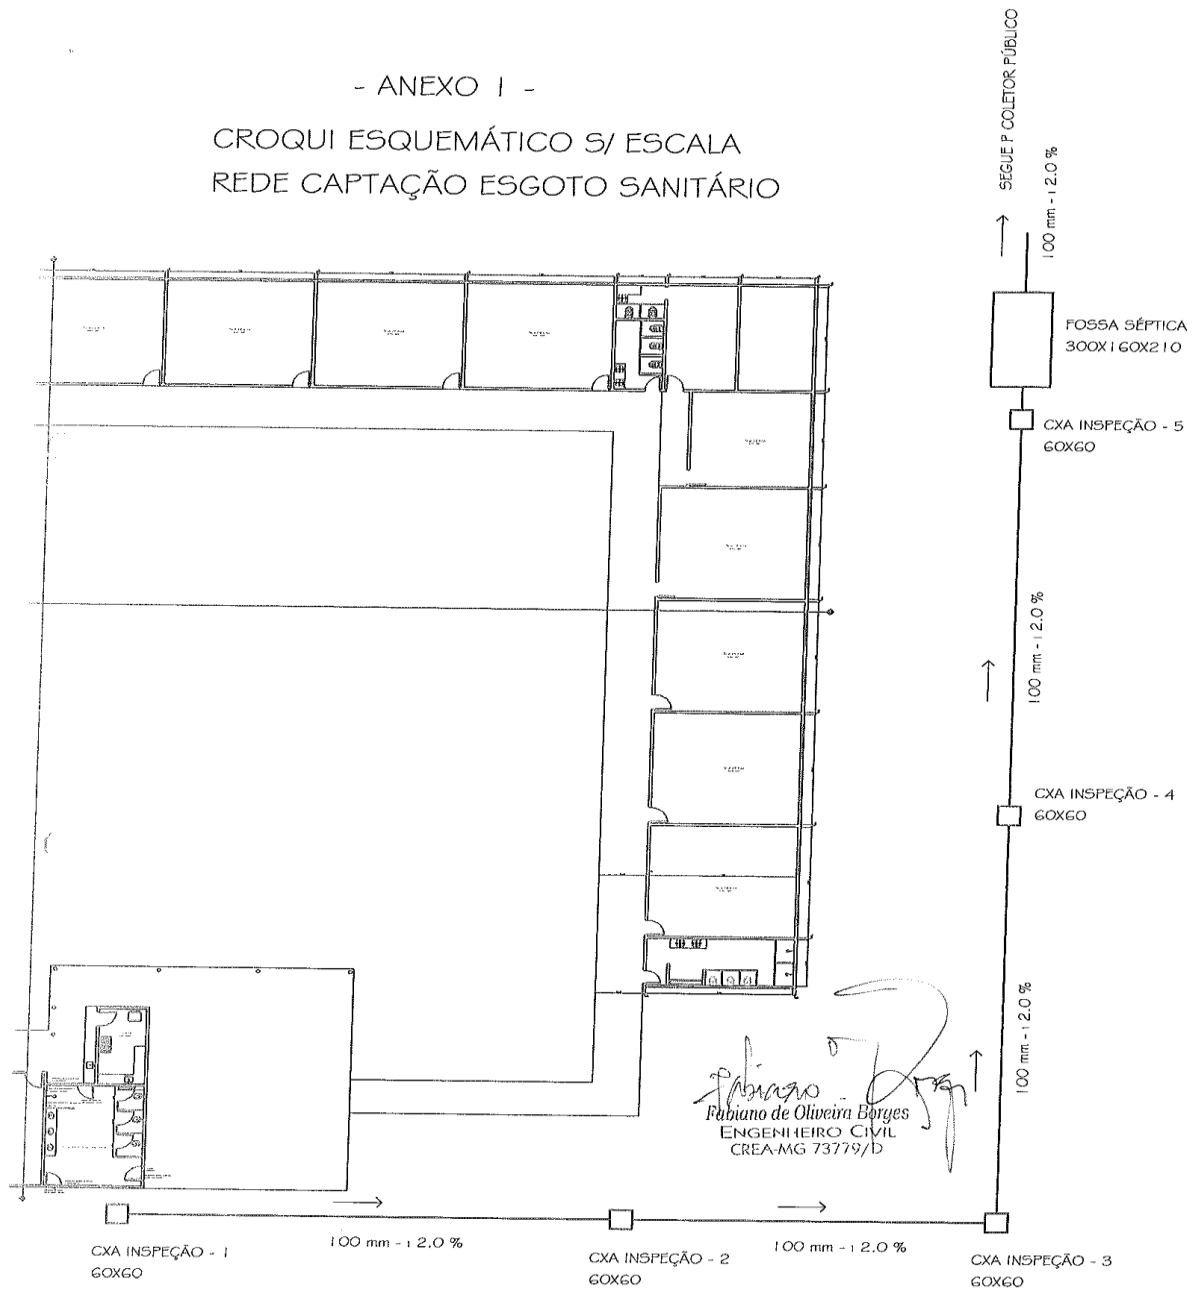 - ANEXO 1 -
CROQUI ESQUEMÁTICO S/ ESCALA
REDE CAPTAÇÃO ESGOTO SANITÁRIO
SEGUE P COLETOR PÚBLICO
100 mm - i 2.0 %
FOSSA SÉPTICA
300X160X210
CXA INSPEÇÃO - 5
60X60
100 mm - i 2.0 %
CXA INSPEÇÃO - 4
60X60
100 mm - i 2.0 %
Fabiano de Oliveira Borges
ENGENHEIRO CIVIL
CREA-MG 73779/D
CXA INSPEÇÃO - 1
60X60
100 mm - i 2.0 %
CXA INSPEÇÃO - 2
60X60
100 mm - i 2.0 %
CXA INSPEÇÃO - 3
60X60